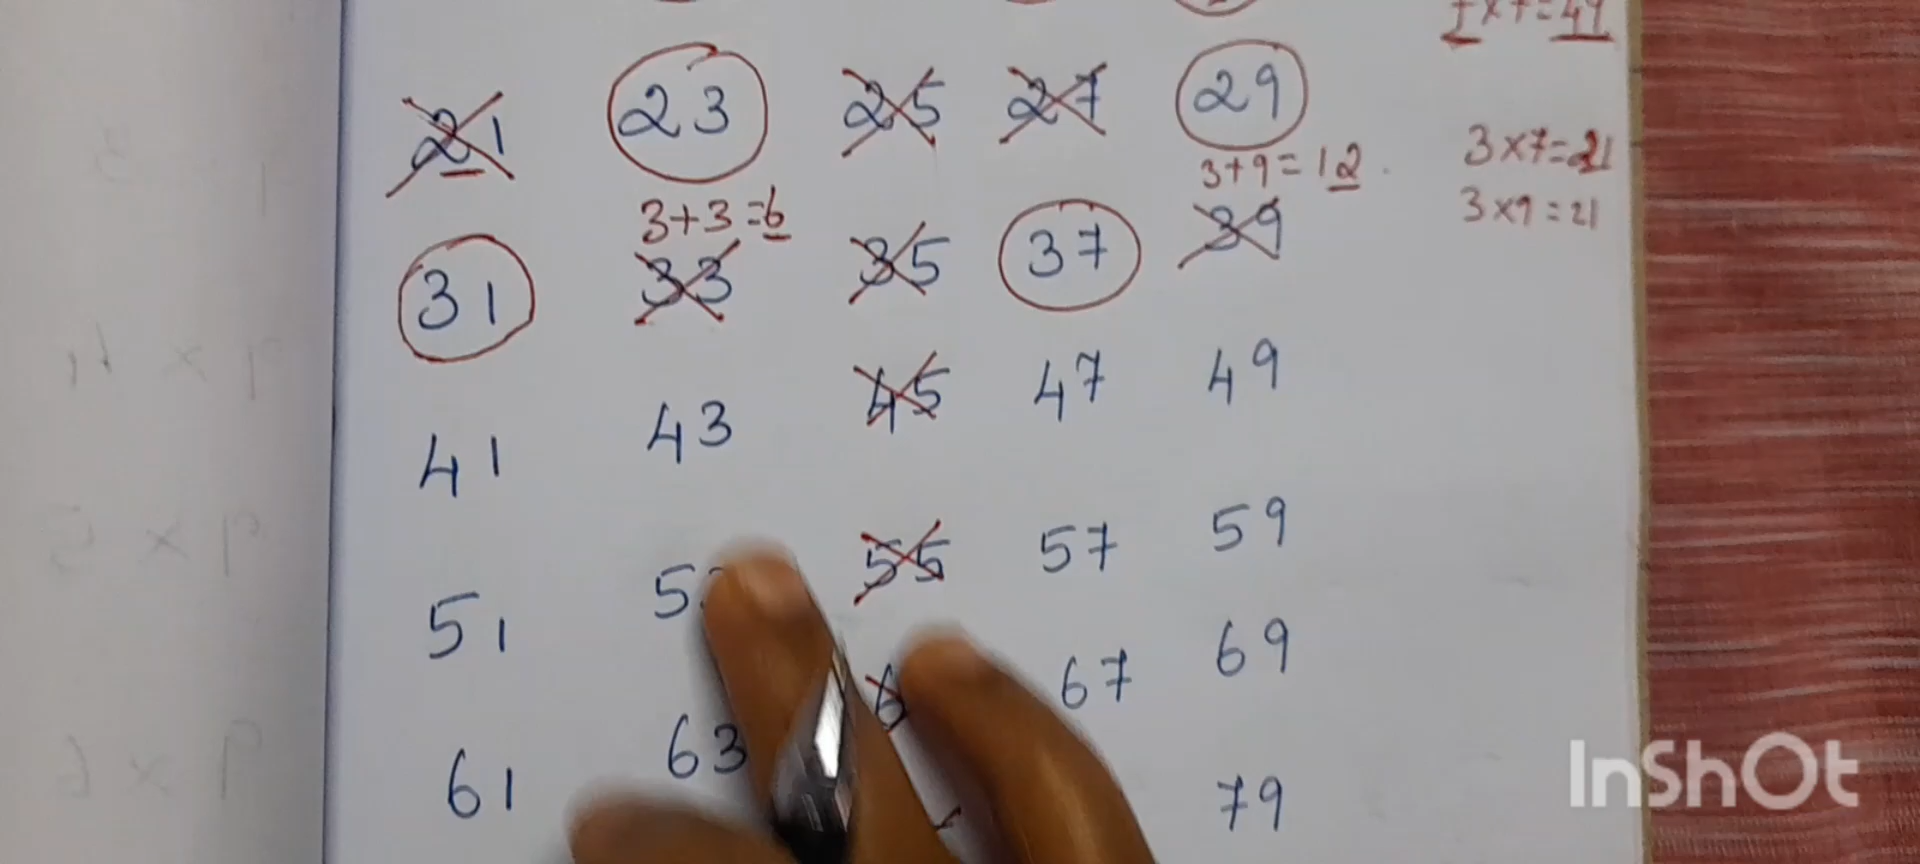 7×7=49
21 23 25 27 29
3+9=12
3×7=21
3×9=21
3+3=6
31 33 35 37 39
41 43 45 47 49
51 55 57 59
61 63 67 69
79
InShOt